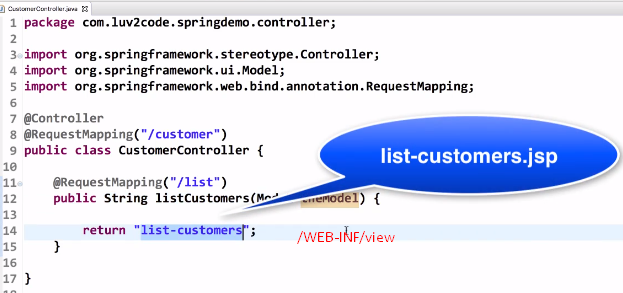 CustomerController.java
1 package com.luv2code.springdemo.controller;
2
3 import org.springframework.stereotype.Controller;
4 import org.springframework.ui.Model;
5 import org.springframework.web.bind.annotation.RequestMapping;
6
7 @Controller
8 @RequestMapping("/customer")
9 public class CustomerController {
10
list-customers.jsp
11 @RequestMapping("/list")
12 public String listCustomers(Mod theModel) {
13
14 return "list-customers";
/WEB-INF/view
15 }
16
17 }